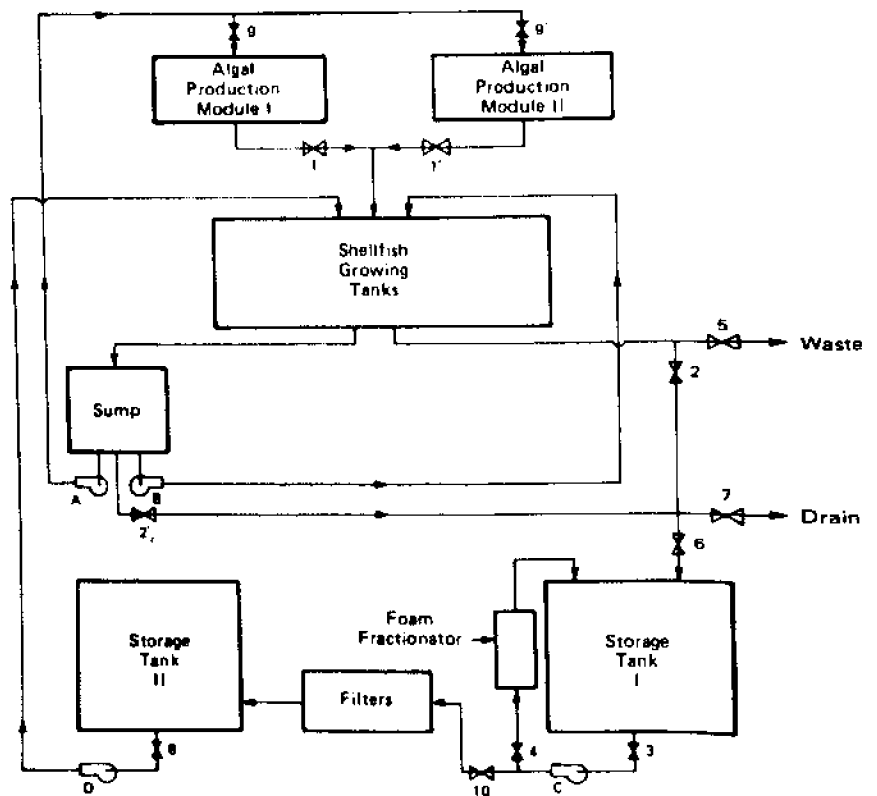 9
9'
Algal
Production
Module I
Algal
Production
Module II
1
1'
Shellfish
Growing
Tanks
5
Waste
2
Sump
A
B
2'
7
Drain
6
Foam
Fractionator
Storage
Tank
II
Filters
Storage
Tank
I
8
4
3
D
10
C